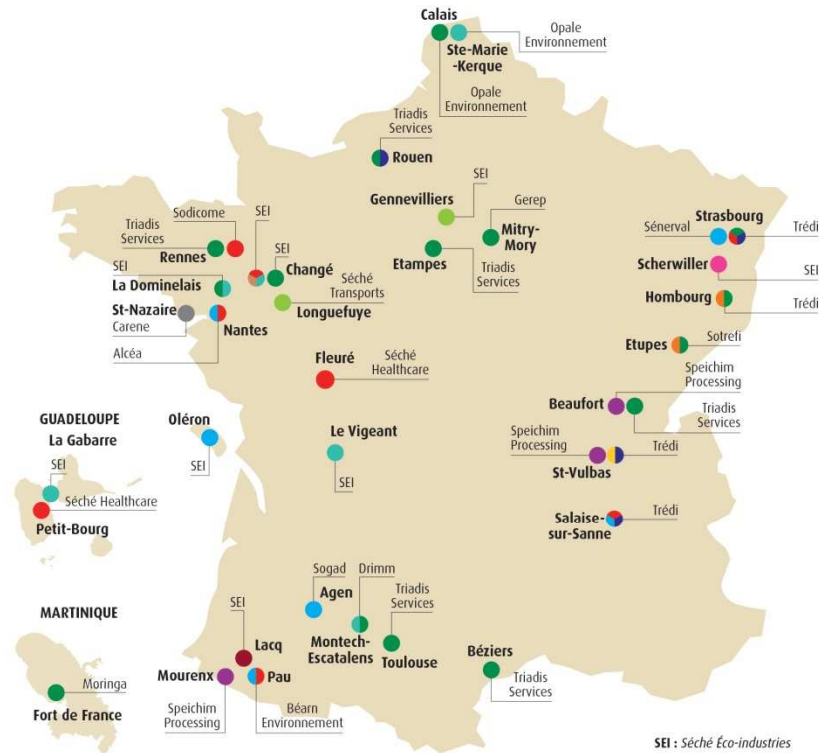 Calais
Opale
Environnement
Ste-Marie
-Kerque
Opale
Environnement
Triadis
Services
Rouen
SEI
Gennevilliers
Gerep
Mitry-
Mory
Strasbourg
Sénerval
Trédi
Scherwiller
SEI
Hombourg
Trédi
Sodicome
Triadis
Services
Rennes
SEI
SEI
Changé
Etampes
Triadis
Services
SEI
La Dominelais
Séché
Transports
Longuefuye
St-Nazaire
Carene
Nantes
Alcéa
Etupes
Sotrefi
Fleuré
Séché
Healthcare
Speichim
Processing
Beaufort
Triadis
Services
GUADELOUPE
La Gabarre
SEI
Séché Healthcare
Petit-Bourg
Oléron
SEI
Le Vigeant
SEI
Speichim
Processing
Trédi
St-Vulbas
Trédi
Salaise-
sur-Sanne
Sogad
Agen
Drimm
Montech-
Escatalens
Triadis
Services
Toulouse
MARTINIQUE
Moringa
Fort de France
SEI
Lacq
Mourenx
Pau
Speichim
Processing
Béarn
Environnement
Béziers
Triadis
Services
SEI : Séché Éco-industries